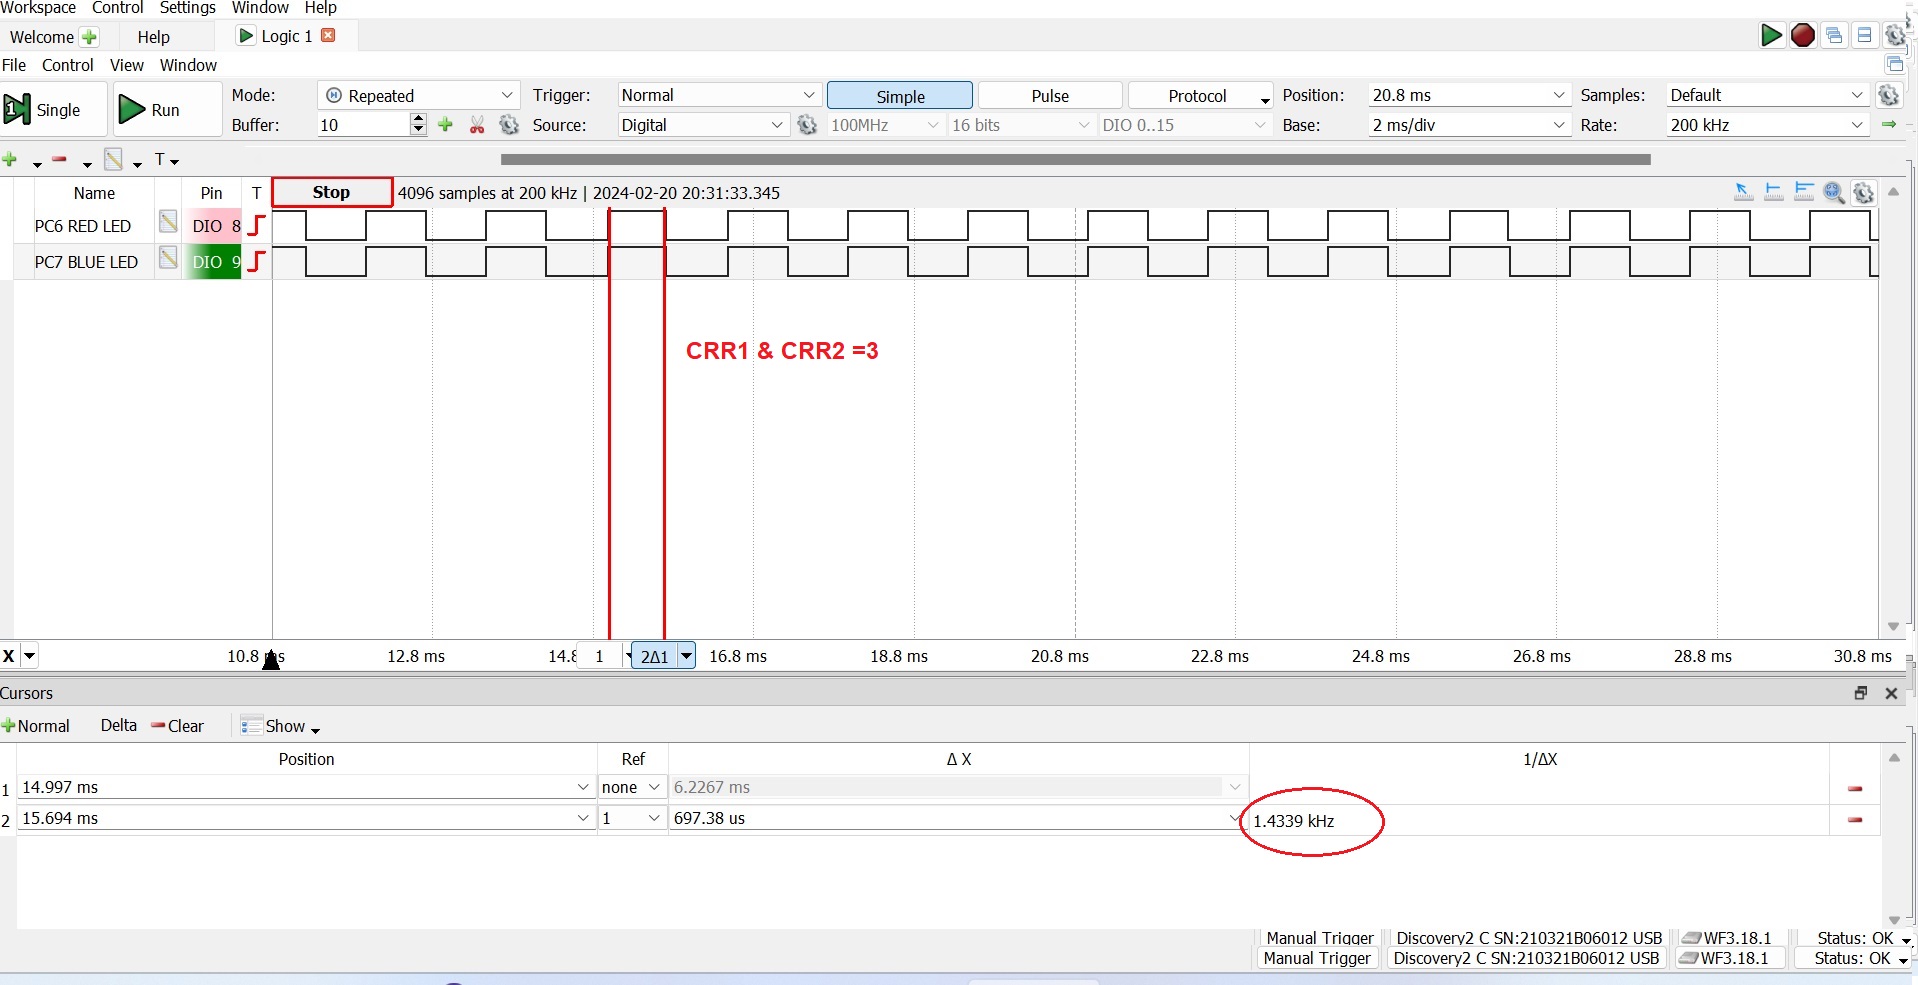 Workspace Control Settings Window Help
Welcome Help Logic 1
File Control View Window
Single Run Mode: Repeated Trigger: Normal Simple Pulse Protocol Position: 20.8 ms Samples: Default
Buffer: 10 Source: Digital 100MHz 16 bits DIO 0..15 Base: 2 ms/div Rate: 200 kHz
T
Name Pin T Stop 4096 samples at 200 kHz | 2024-02-20 20:31:33.345
PC6 RED LED DIO 8
PC7 BLUE LED DIO 9
CRR1 & CRR2 =3
X 10.8 ms 12.8 ms 14.8 1 2Δ1 16.8 ms 18.8 ms 20.8 ms 22.8 ms 24.8 ms 26.8 ms 28.8 ms 30.8 ms
Cursors
Normal Delta Clear Show
Position Ref Δ X 1/ΔX
1 14.997 ms none 6.2267 ms
2 15.694 ms 1 697.38 us 1.4339 kHz
Manual Trigger Discovery2 C SN:210321B06012 USB WF3.18.1 Status: OK
Manual Trigger Discovery2 C SN:210321B06012 USB WF3.18.1 Status: OK